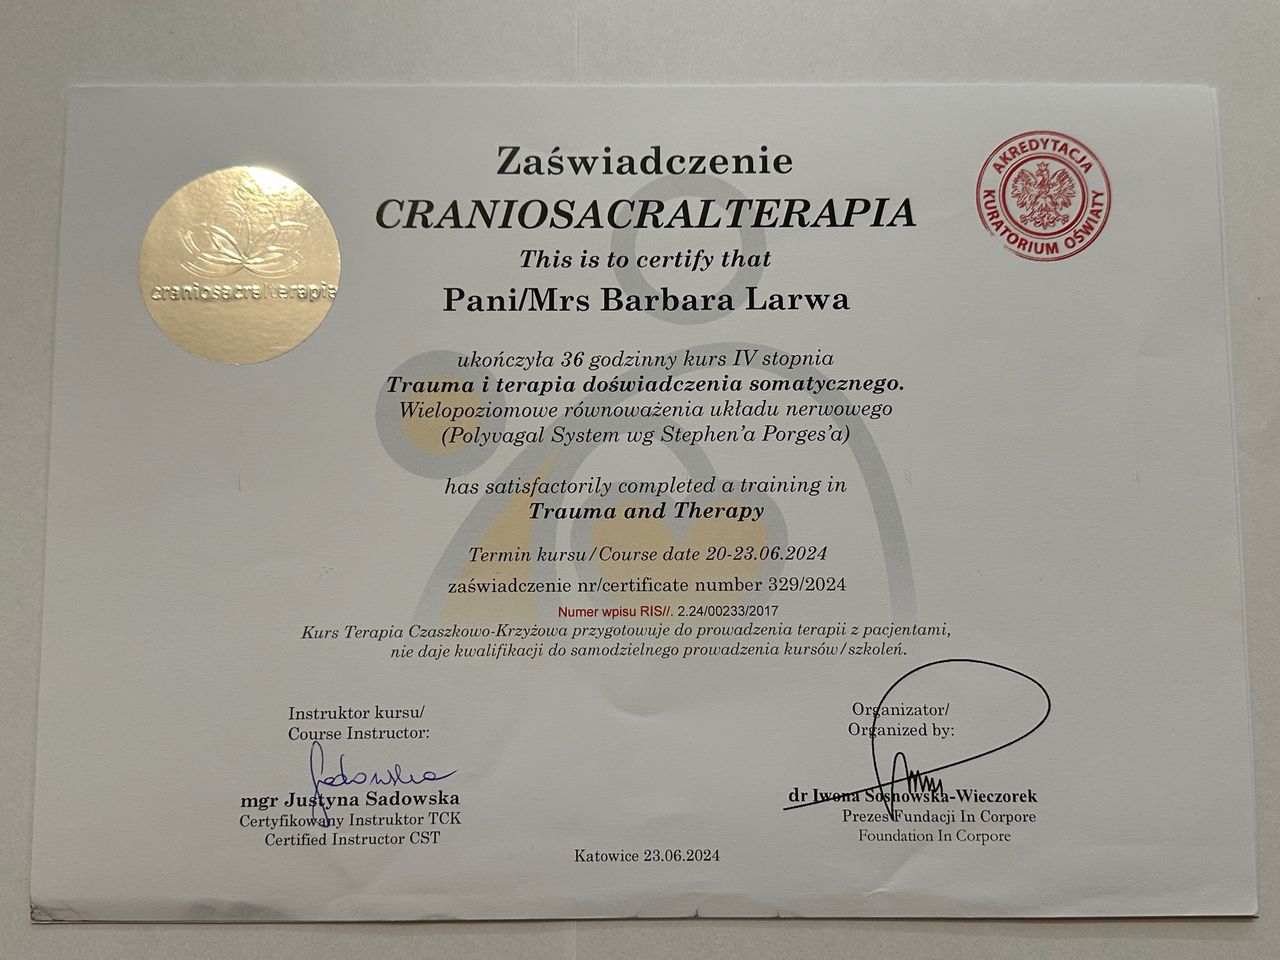 Zaświadczenie
CRANIOSACRALTERAPIA
This is to certify that
Pani/Mrs Barbara Larwa
craniosacralterapia
AKREDYTACJA
KURATORIUM OŚWIATY
ukończyła 36 godzinny kurs IV stopnia
Trauma i terapia doświadczenia somatycznego.
Wielopoziomowe równoważenia układu nerwowego
(Polyvagal System wg Stephen'a Porges'a)
has satisfactorily completed a training in
Trauma and Therapy
Termin kursu/Course date 20-23.06.2024
zaświadczenie nr/certificate number 329/2024
Numer wpisu RIS//. 2.24/00233/2017
Kurs Terapia Czaszkowo-Krzyżowa przygotowuje do prowadzenia terapii z pacjentami,
nie daje kwalifikacji do samodzielnego prowadzenia kursów/szkoleń.
Instruktor kursu/
Course Instructor:
Sadowska
mgr Justyna Sadowska
Certyfikowany Instruktor TCK
Certified Instructor CST
Organizator/
Organized by:
dr Iwona Sosnowska-Wieczorek
Prezes Fundacji In Corpore
Foundation In Corpore
Katowice 23.06.2024